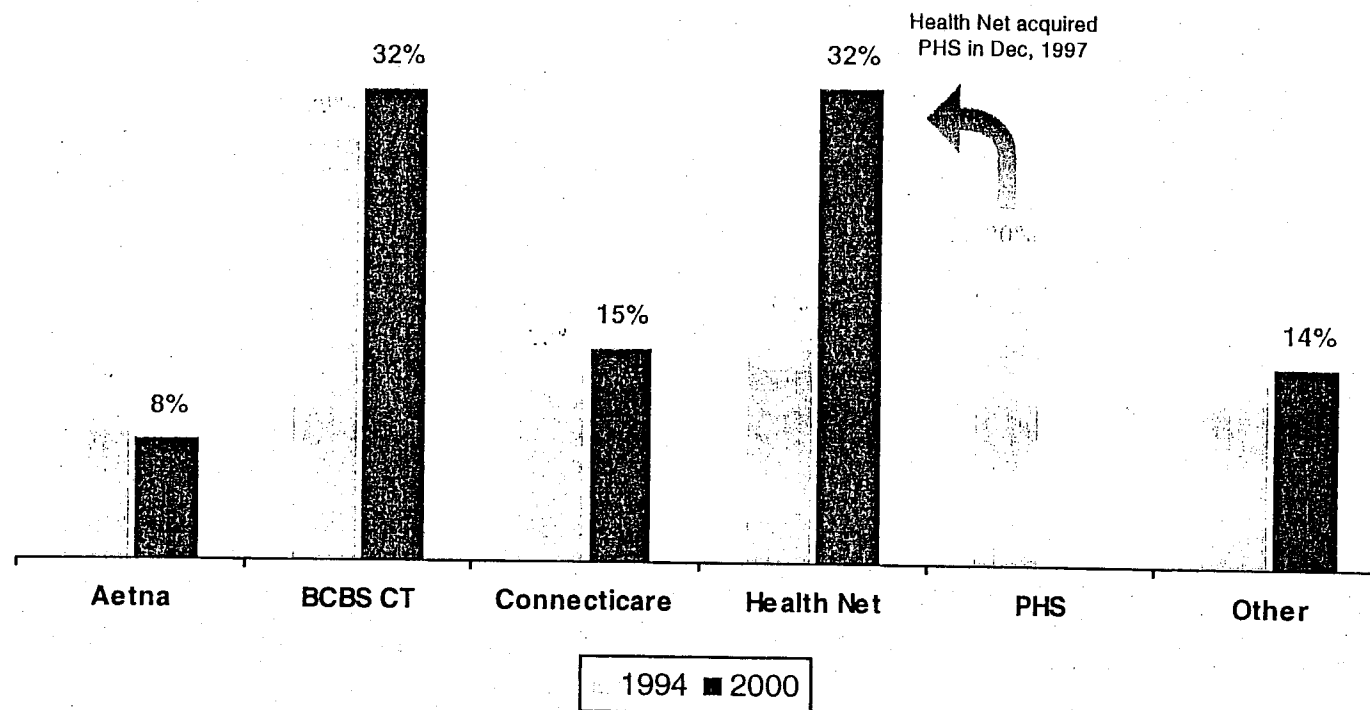 Health Net acquired
PHS in Dec, 1997
32%
32%
20%
15%
14%
8%
Aetna
BCBS CT
Connecticare
Health Net
PHS
Other
1994 2000